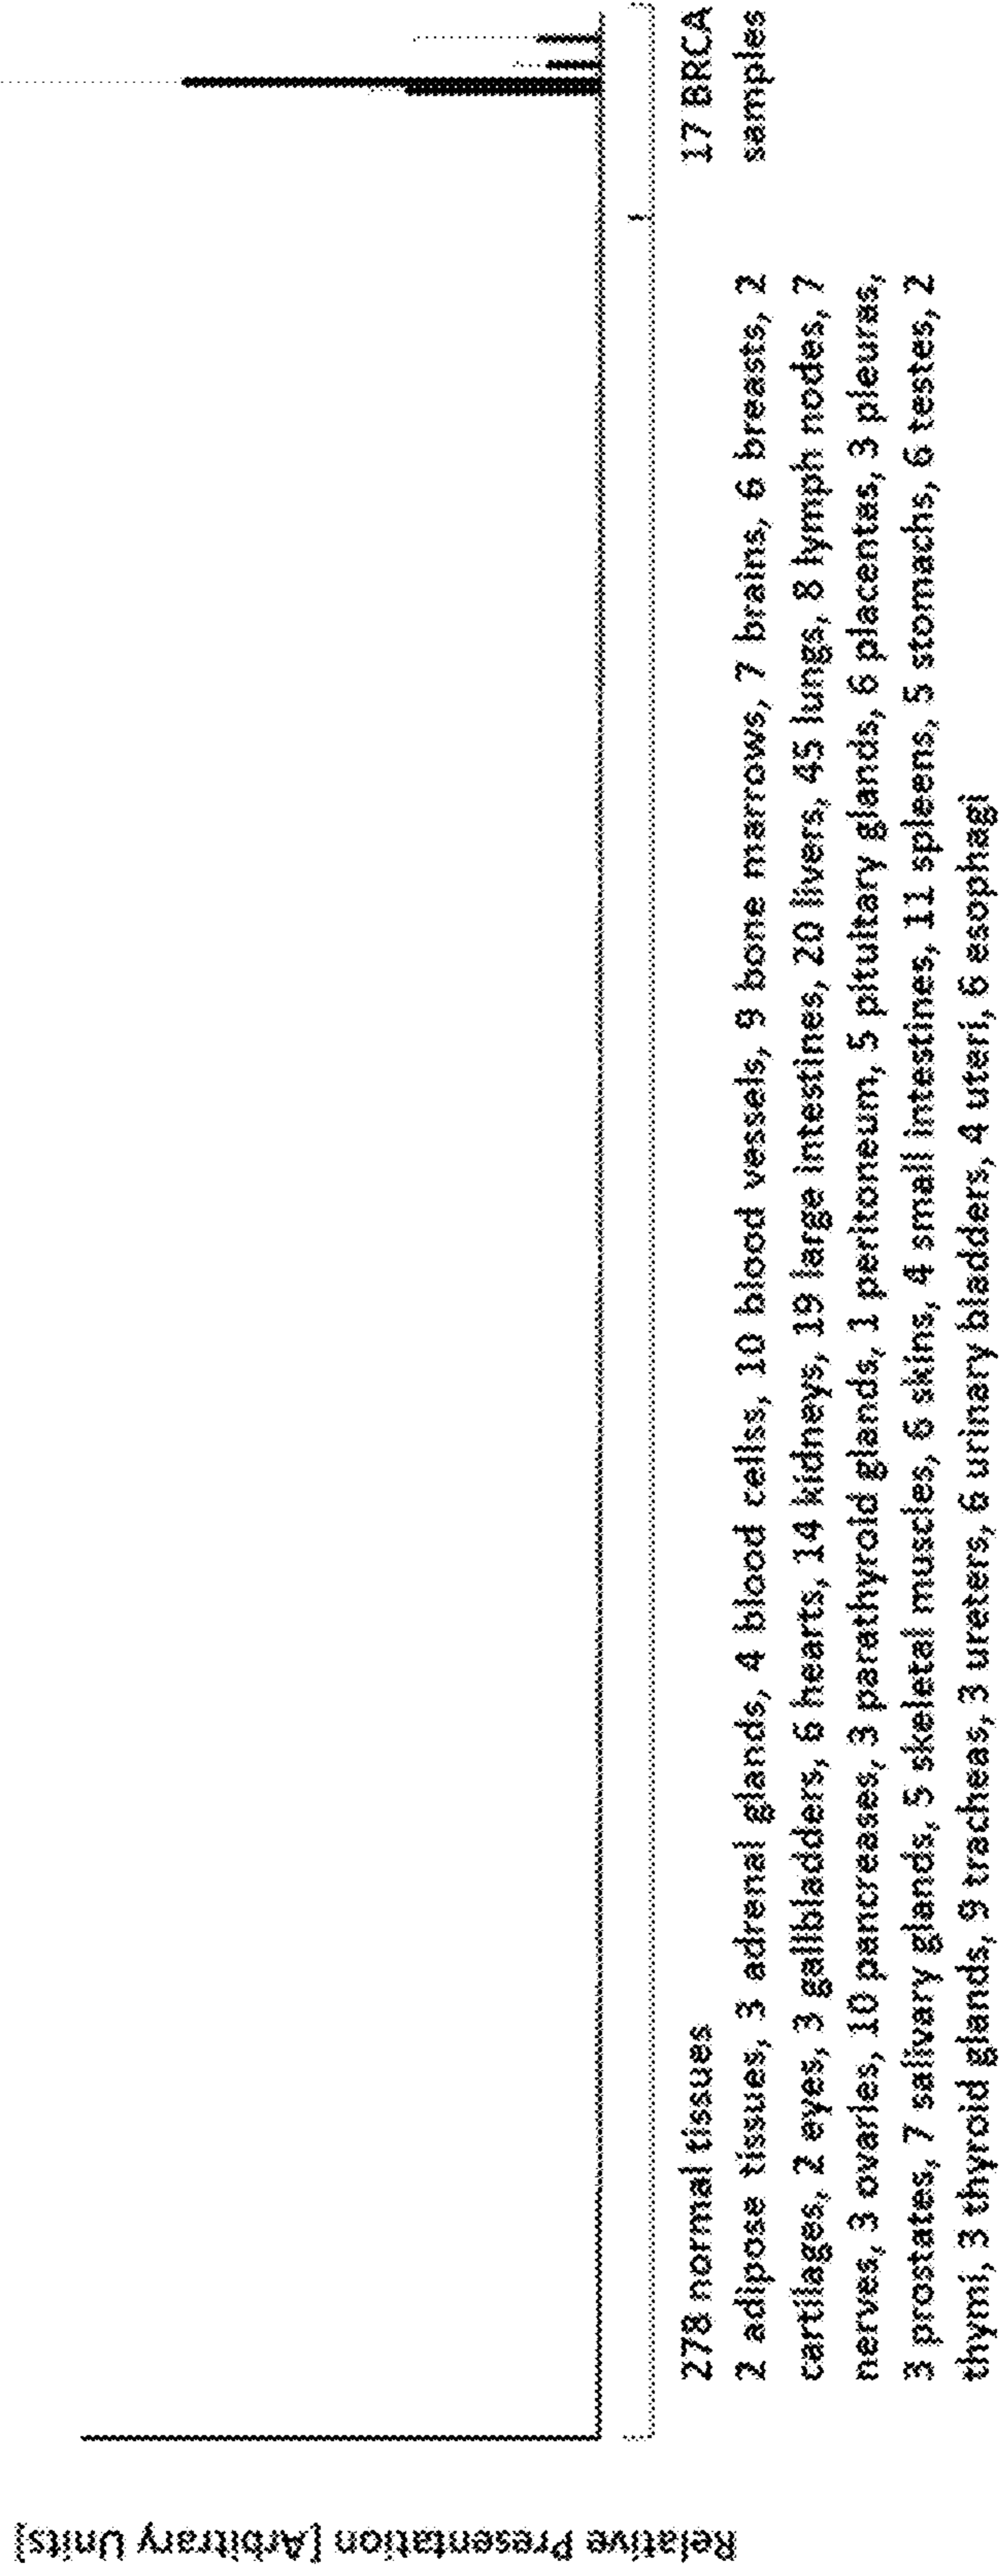 Relative Presentation [Arbitrary Units]
278 normal tissues
17 BRCA
samples
2 adipose tissues, 3 adrenal glands, 4 blood cellss, 10 blood vessels, 9 bone marrows, 7 brains, 6 breasts, 2
cartilages, 2 eyes, 3 gallbladders, 6 hearts, 14 kidneys, 19 large intestines, 20 livers, 45 lungs, 8 lymph nodes, 7
nerves, 3 ovaries, 10 pancreases, 3 parathyroid glands, 1 peritoneum, 5 pituitary glands, 6 placentas, 3 pleuras,
3 prostates, 7 salivary glands, 5 skeletal muscles, 6 skins, 4 small intestines, 11 spleens, 5 stomachs, 6 testes, 2
thymi, 3 thyroid glands, 9 tracheas, 3 ureters, 6 urinary bladders, 4 uteri, 6 esophagi